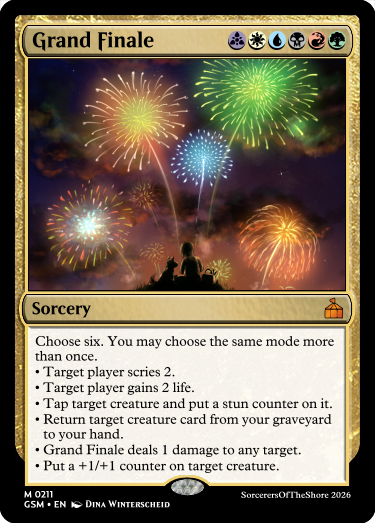 Grand Finale
Sorcery
Choose six. You may choose the same mode more
than once.
• Target player scries 2.
• Target player gains 2 life.
• Tap target creature and put a stun counter on it.
• Return target creature card from your graveyard
to your hand.
• Grand Finale deals 1 damage to any target.
• Put a +1/+1 counter on target creature.
M 0211
GSM • EN Dina Winterscheid
SorcerersOfTheShore 2026